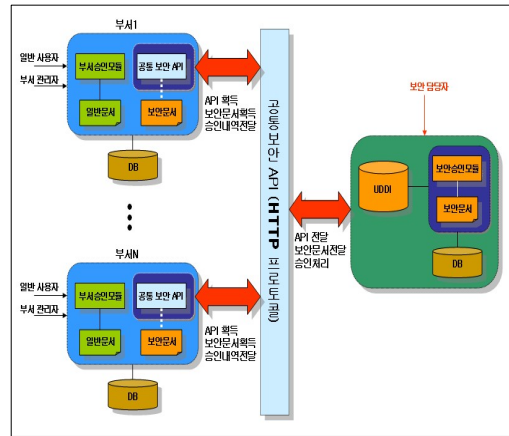 부서1
일반 사용자
부서 관리자
부서승인모듈
공통 보안 API
일반문서
보안문서
DB
API 획득
보안문서획득
승인내역전달
부서N
일반 사용자
부서 관리자
부서승인모듈
공통 보안 API
일반문서
보안문서
DB
API 획득
보안문서획득
승인내역전달
공통보안 API (HTTP 프로토콜)
API 전달
보안문서전달
승인처리
보안 담당자
UDDI
보안승인모듈
보안문서
DB